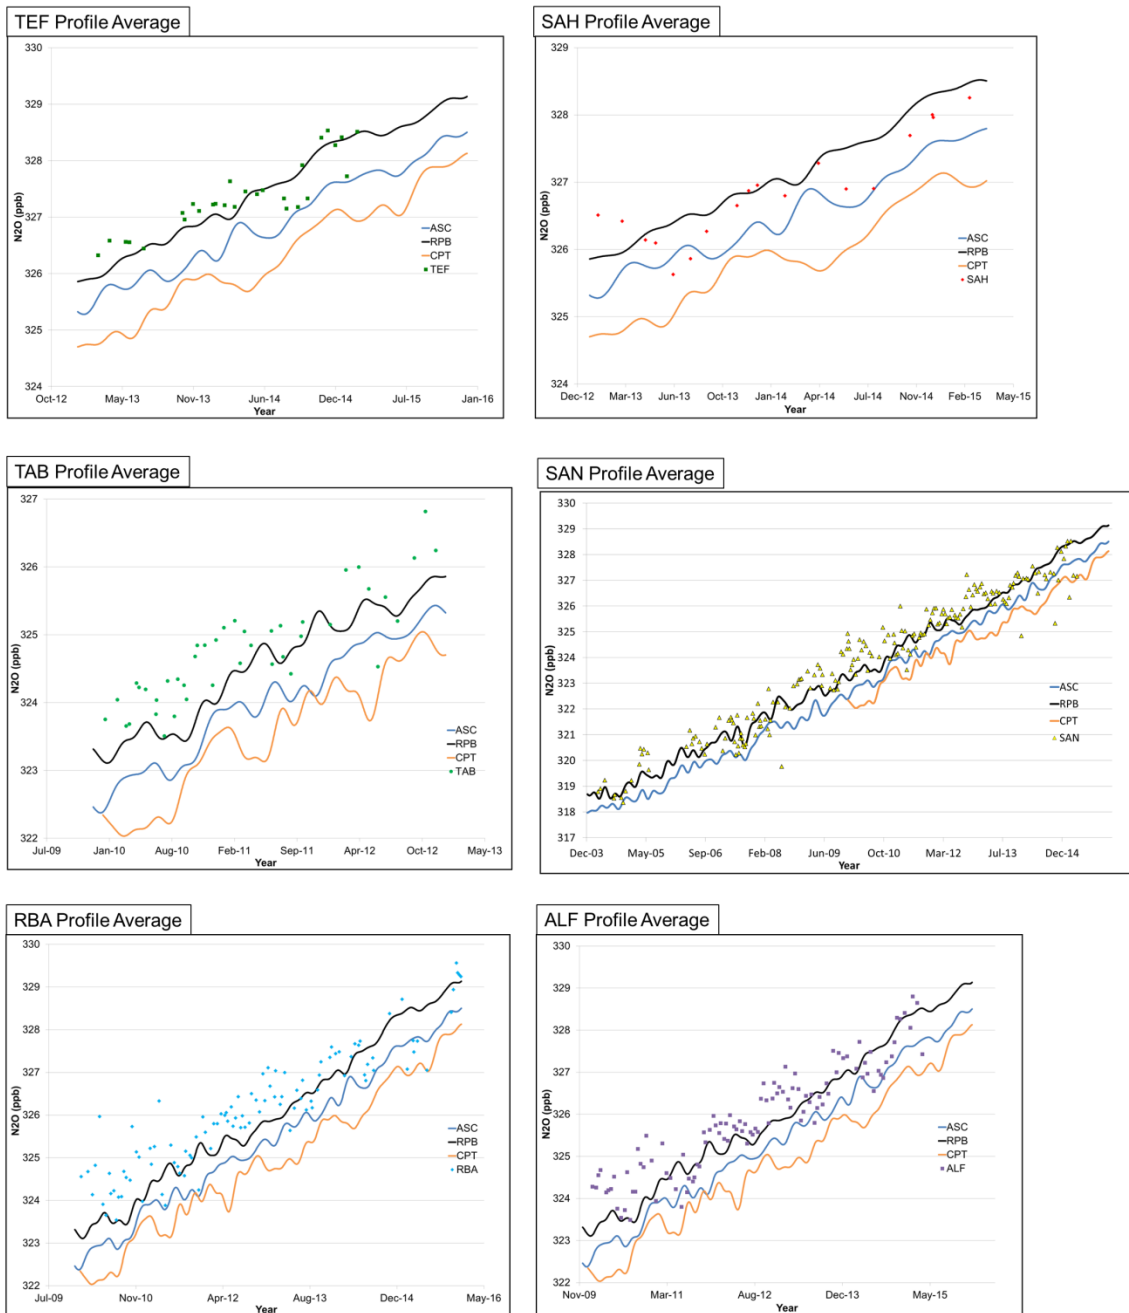 TEF Profile Average
330
329
328
327
326
325
324
N2O (ppb)
Oct-12 May-13 Nov-13 Jun-14 Dec-14 Jul-15 Jan-16
Year
ASC
RPB
CPT
TEF
SAH Profile Average
329
328
327
326
325
324
N2O (ppb)
Dec-12 Mar-13 Jun-13 Oct-13 Jan-14 Apr-14 Jul-14 Nov-14 Feb-15 May-15
Year
ASC
RPB
CPT
SAH
TAB Profile Average
327
326
325
324
323
322
N2O (ppb)
Jul-09 Jan-10 Aug-10 Feb-11 Sep-11 Apr-12 Oct-12 May-13
Year
ASC
RPB
CPT
TAB
SAN Profile Average
330
329
328
327
326
325
324
323
322
321
320
319
318
317
N2O (ppb)
Dec-03 May-05 Sep-06 Feb-08 Jun-09 Oct-10 Mar-12 Jul-13 Dec-14
Year
ASC
RPB
CPT
SAN
RBA Profile Average
330
329
328
327
326
325
324
323
322
N2O (ppb)
Jul-09 Nov-10 Apr-12 Aug-13 Dec-14 May-16
Year
ASC
RPB
CPT
RBA
ALF Profile Average
330
329
328
327
326
325
324
323
322
N2O (ppb)
Nov-09 Mar-11 Aug-12 Dec-13 May-15
Year
ASC
RPB
CPT
ALF